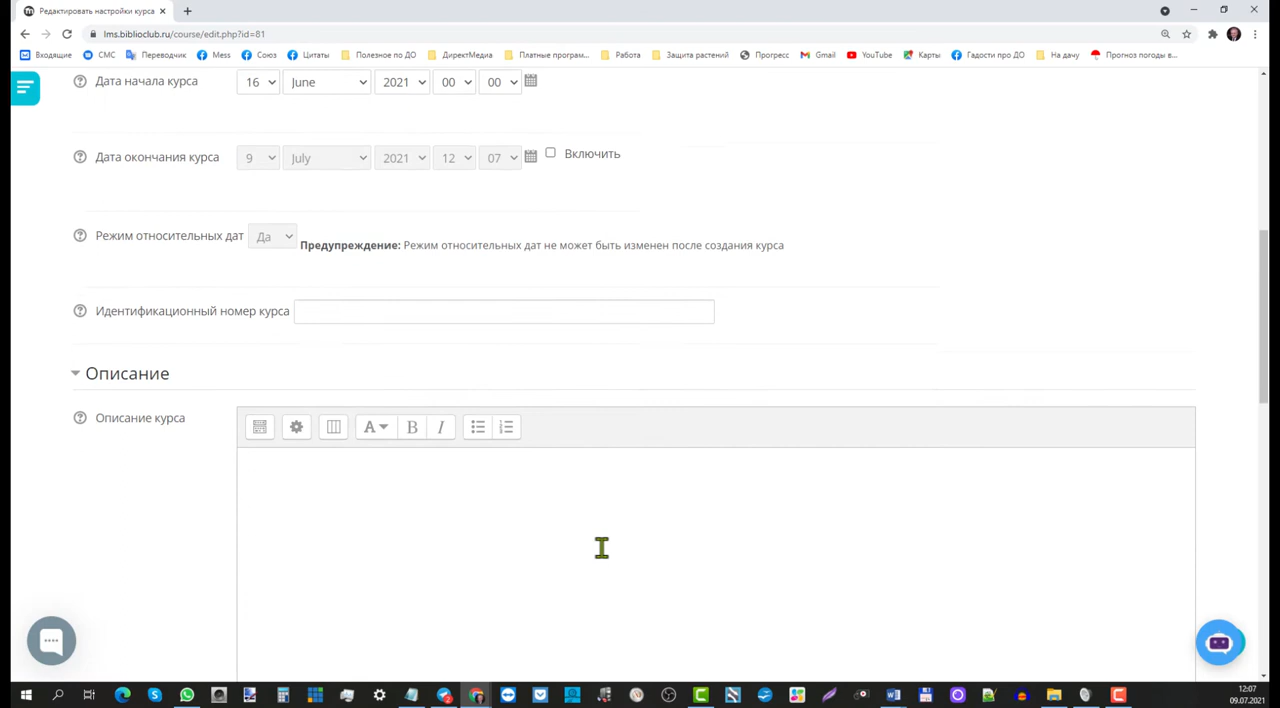 Редактировать настройки курса
lms.biblioclub.ru/course/edit.php?id=81
Входящие СМС Переводчик Mess Союз Цитаты Полезное по ДО ДиректМедиа Платные програм... Работа Защита растений Прогресс Gmail YouTube Карты Гадости про ДО На дачу Прогноз погоды в...
Дата начала курса 16 June 2021 00 00
Дата окончания курса 9 July 2021 12 07 Включить
Режим относительных дат Да Предупреждение: Режим относительных дат не может быть изменен после создания курса
Идентификационный номер курса
Описание
Описание курса
A B I
12:07
09.07.2021